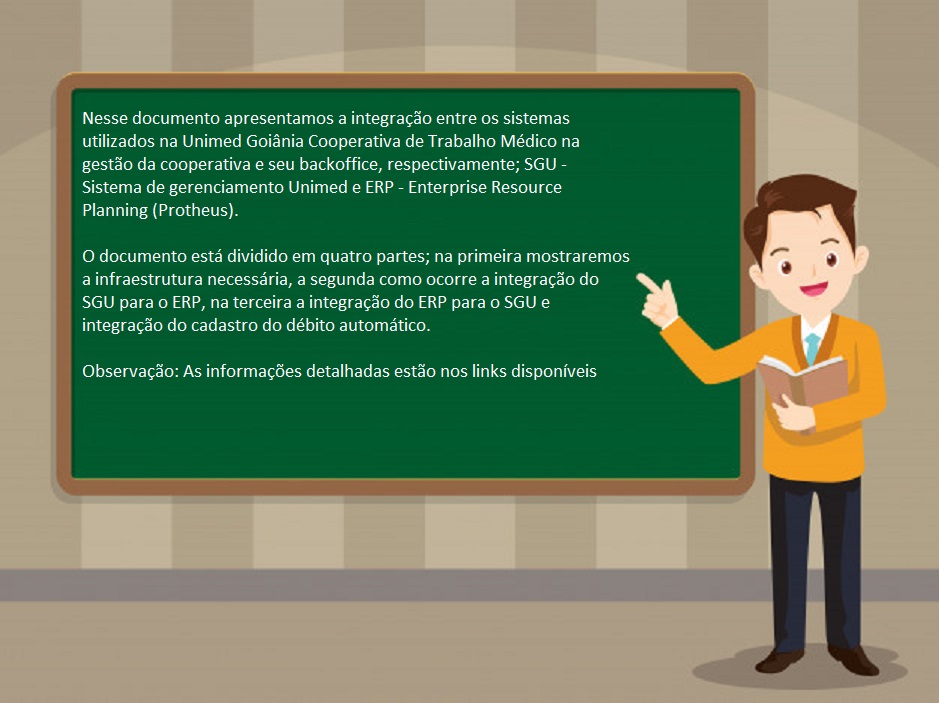 Nesse documento apresentamos a integração entre os sistemas
utilizados na Unimed Goiânia Cooperativa de Trabalho Médico na
gestão da cooperativa e seu backoffice, respectivamente; SGU -
Sistema de gerenciamento Unimed e ERP - Enterprise Resource
Planning (Protheus).
O documento está dividido em quatro partes; na primeira mostraremos
a infraestrutura necessária, a segunda como ocorre a integração do
SGU para o ERP, na terceira a integração do ERP para o SGU e
integração do cadastro do débito automático.
Observação: As informações detalhadas estão nos links disponíveis